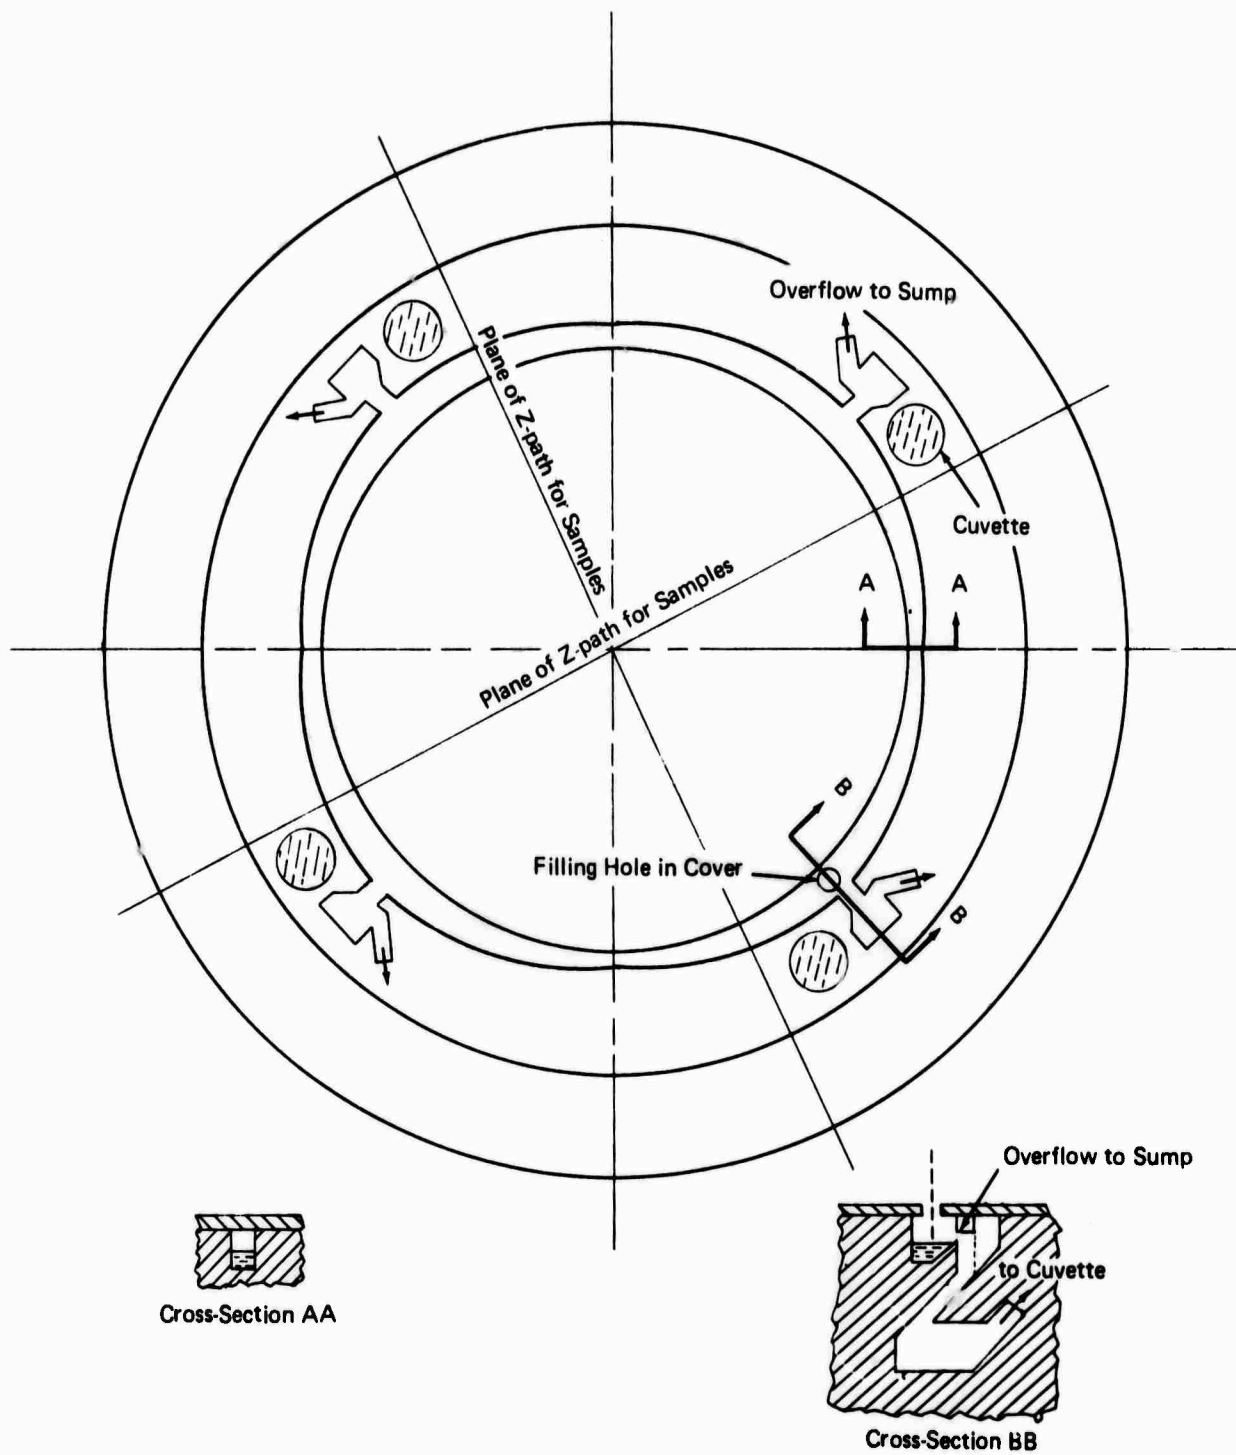 Overflow to Sump
Plane of Z-path for Samples
Cuvette
A A
Plane of Z-path for Samples
B
Filling Hole in Cover
B
Overflow to Sump
to Cuvette
Cross-Section AA
Cross-Section BB